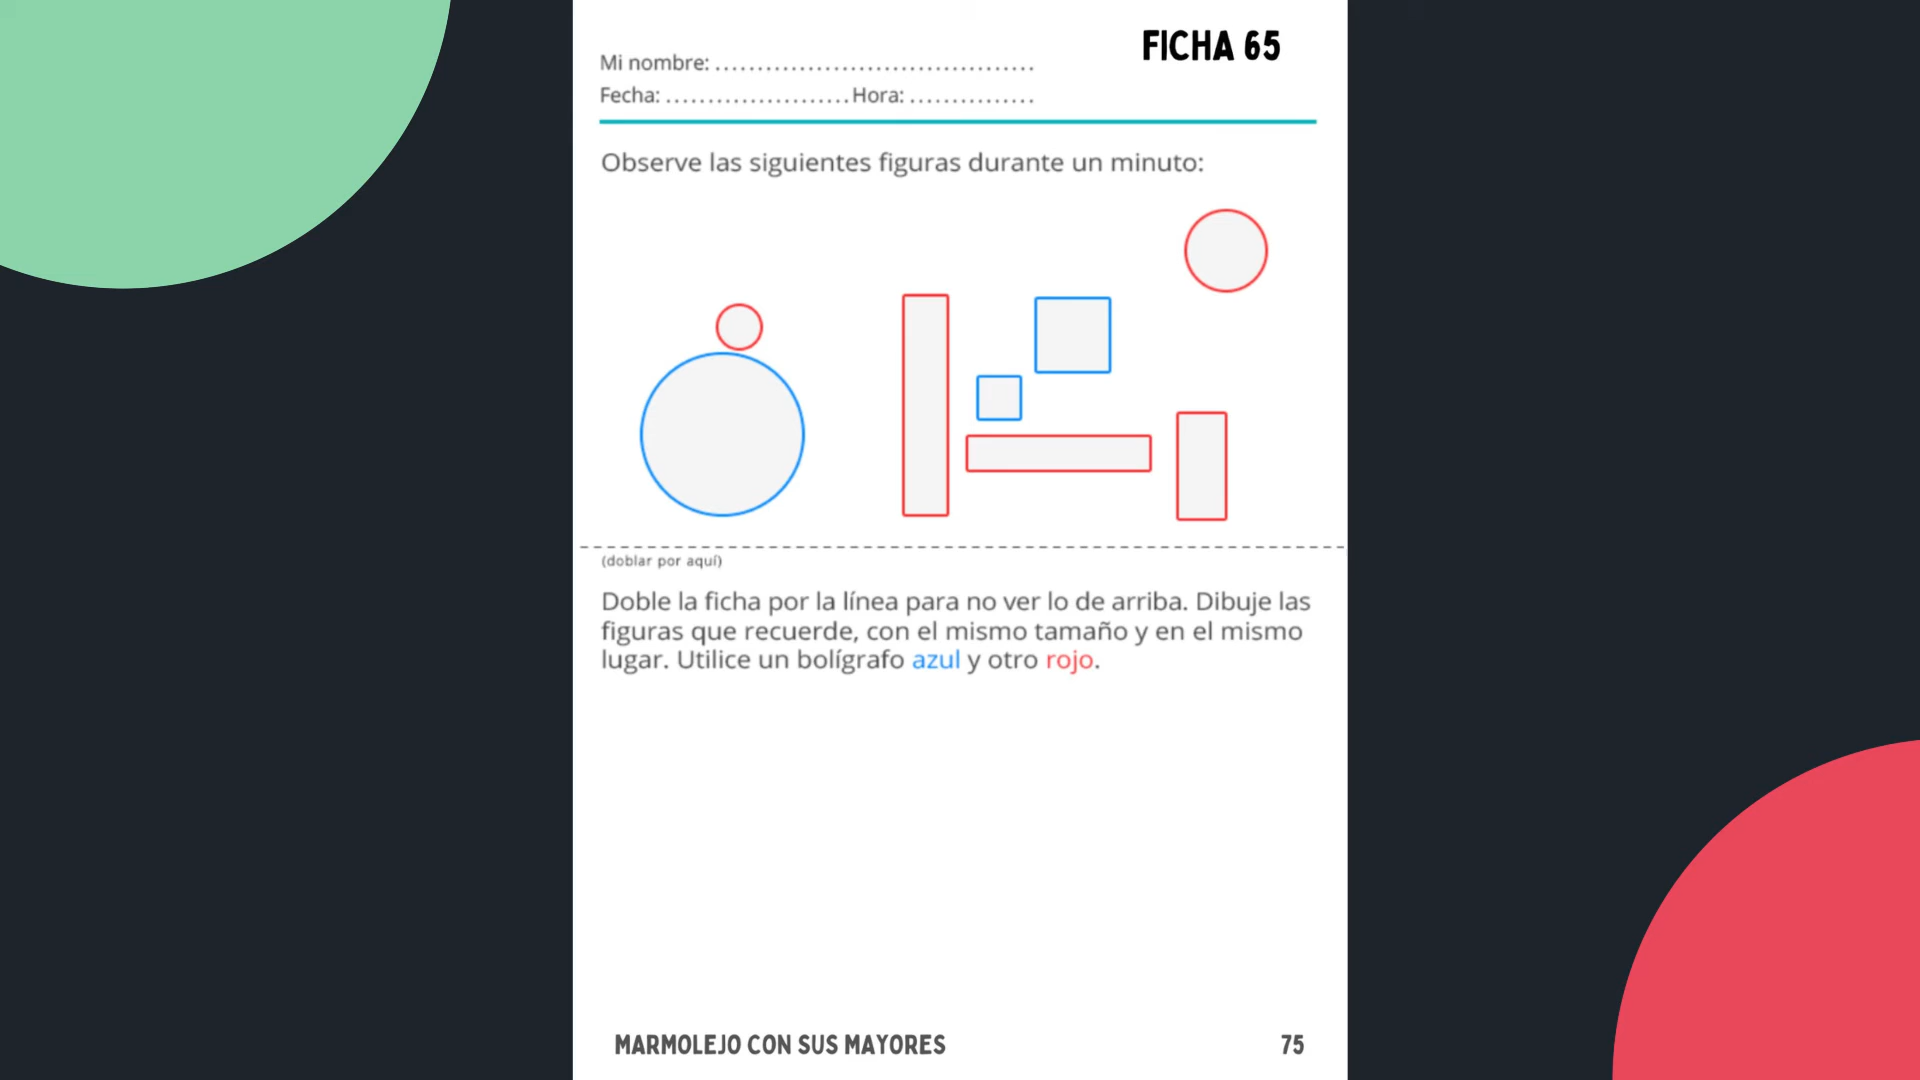 FICHA 65
Mi nombre: ......................................
Fecha: ......................Hora: ...............
Observe las siguientes figuras durante un minuto:
(doblar por aquí)
Doble la ficha por la línea para no ver lo de arriba. Dibuje las
figuras que recuerde, con el mismo tamaño y en el mismo
lugar. Utilice un bolígrafo azul y otro rojo.
MARMOLEJO CON SUS MAYORES 75